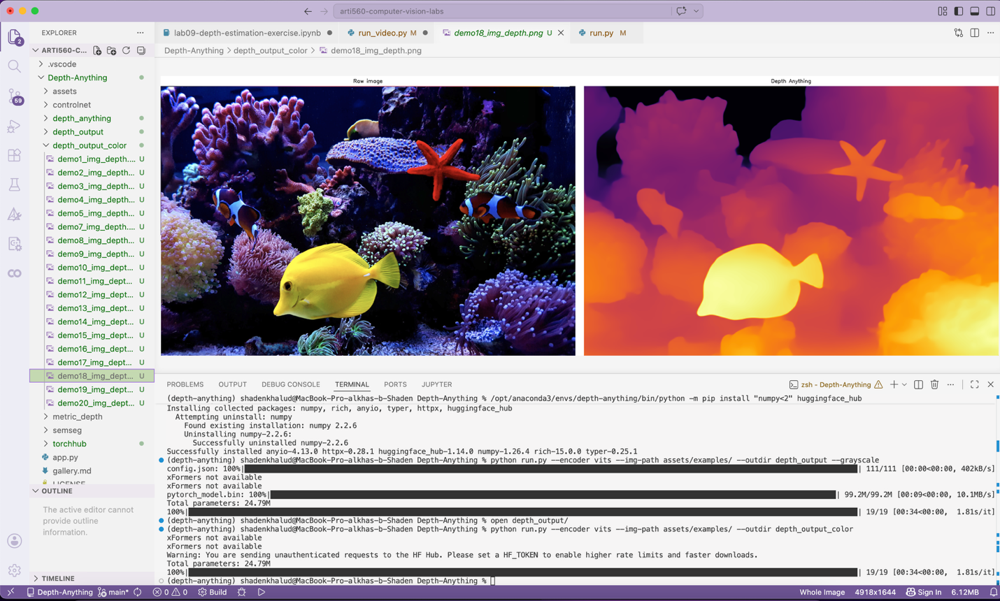 arti560-computer-vision-labs
EXPLORER
lab09-depth-estimation-exercise.ipynb
run_video.py M
demo18_img_depth.png U
run.py M
ARTI560-C...
Depth-Anything > depth_output_color > demo18_img_depth.png
.vscode
Depth-Anything
assets
controlnet
depth_anything
depth_output
depth_output_color
demo1_img_depth.... U
demo2_img_depth... U
demo3_img_depth... U
demo4_img_depth... U
demo5_img_depth... U
demo7_img_depth... U
demo8_img_depth... U
demo9_img_depth... U
demo10_img_dept... U
demo11_img_dept... U
demo12_img_dept... U
demo13_img_dept... U
demo14_img_dept... U
demo15_img_dept... U
demo16_img_dept... U
demo17_img_dept... U
demo18_img_dept... U
demo19_img_dept... U
demo20_img_dept... U
metric_depth
semseg
torchhub
app.py
gallery.md
LICENSE
OUTLINE
The active editor cannot
provide outline
information.
TIMELINE
2
59
Raw image
Depth Anything
PROBLEMS OUTPUT DEBUG CONSOLE TERMINAL PORTS JUPYTER
zsh - Depth-Anything
(depth-anything) shadenkhalud@MacBook-Pro-alkhas-b-Shaden Depth-Anything % /opt/anaconda3/envs/depth-anything/bin/python -m pip install "numpy<2" huggingface_hub
Installing collected packages: numpy, rich, anyio, typer, httpx, huggingface_hub
Attempting uninstall: numpy
Found existing installation: numpy 2.2.6
Uninstalling numpy-2.2.6:
Successfully uninstalled numpy-2.2.6
Successfully installed anyio-4.13.0 httpx-0.28.1 huggingface_hub-1.14.0 numpy-1.26.4 rich-15.0.0 typer-0.25.1
(depth-anything) shadenkhalud@MacBook-Pro-alkhas-b-Shaden Depth-Anything % python run.py --encoder vits --img-path assets/examples/ --outdir depth_output --grayscale
config.json: 100%| | 111/111 [00:00<00:00, 402kB/s]
xFormers not available
xFormers not available
pytorch_model.bin: 100%| | 99.2M/99.2M [00:09<00:00, 10.1MB/s]
Total parameters: 24.79M
100%| | 19/19 [00:34<00:00, 1.81s/it]
(depth-anything) shadenkhalud@MacBook-Pro-alkhas-b-Shaden Depth-Anything % open depth_output/
(depth-anything) shadenkhalud@MacBook-Pro-alkhas-b-Shaden Depth-Anything % python run.py --encoder vits --img-path assets/examples/ --outdir depth_output_color
xFormers not available
xFormers not available
Warning: You are sending unauthenticated requests to the HF Hub. Please set a HF_TOKEN to enable higher rate limits and faster downloads.
Total parameters: 24.79M
100%| | 19/19 [00:34<00:00, 1.81s/it]
(depth-anything) shadenkhalud@MacBook-Pro-alkhas-b-Shaden Depth-Anything %
Depth-Anything main* 0 0 Build Whole Image 4918x1644 Sign In 6.12MB